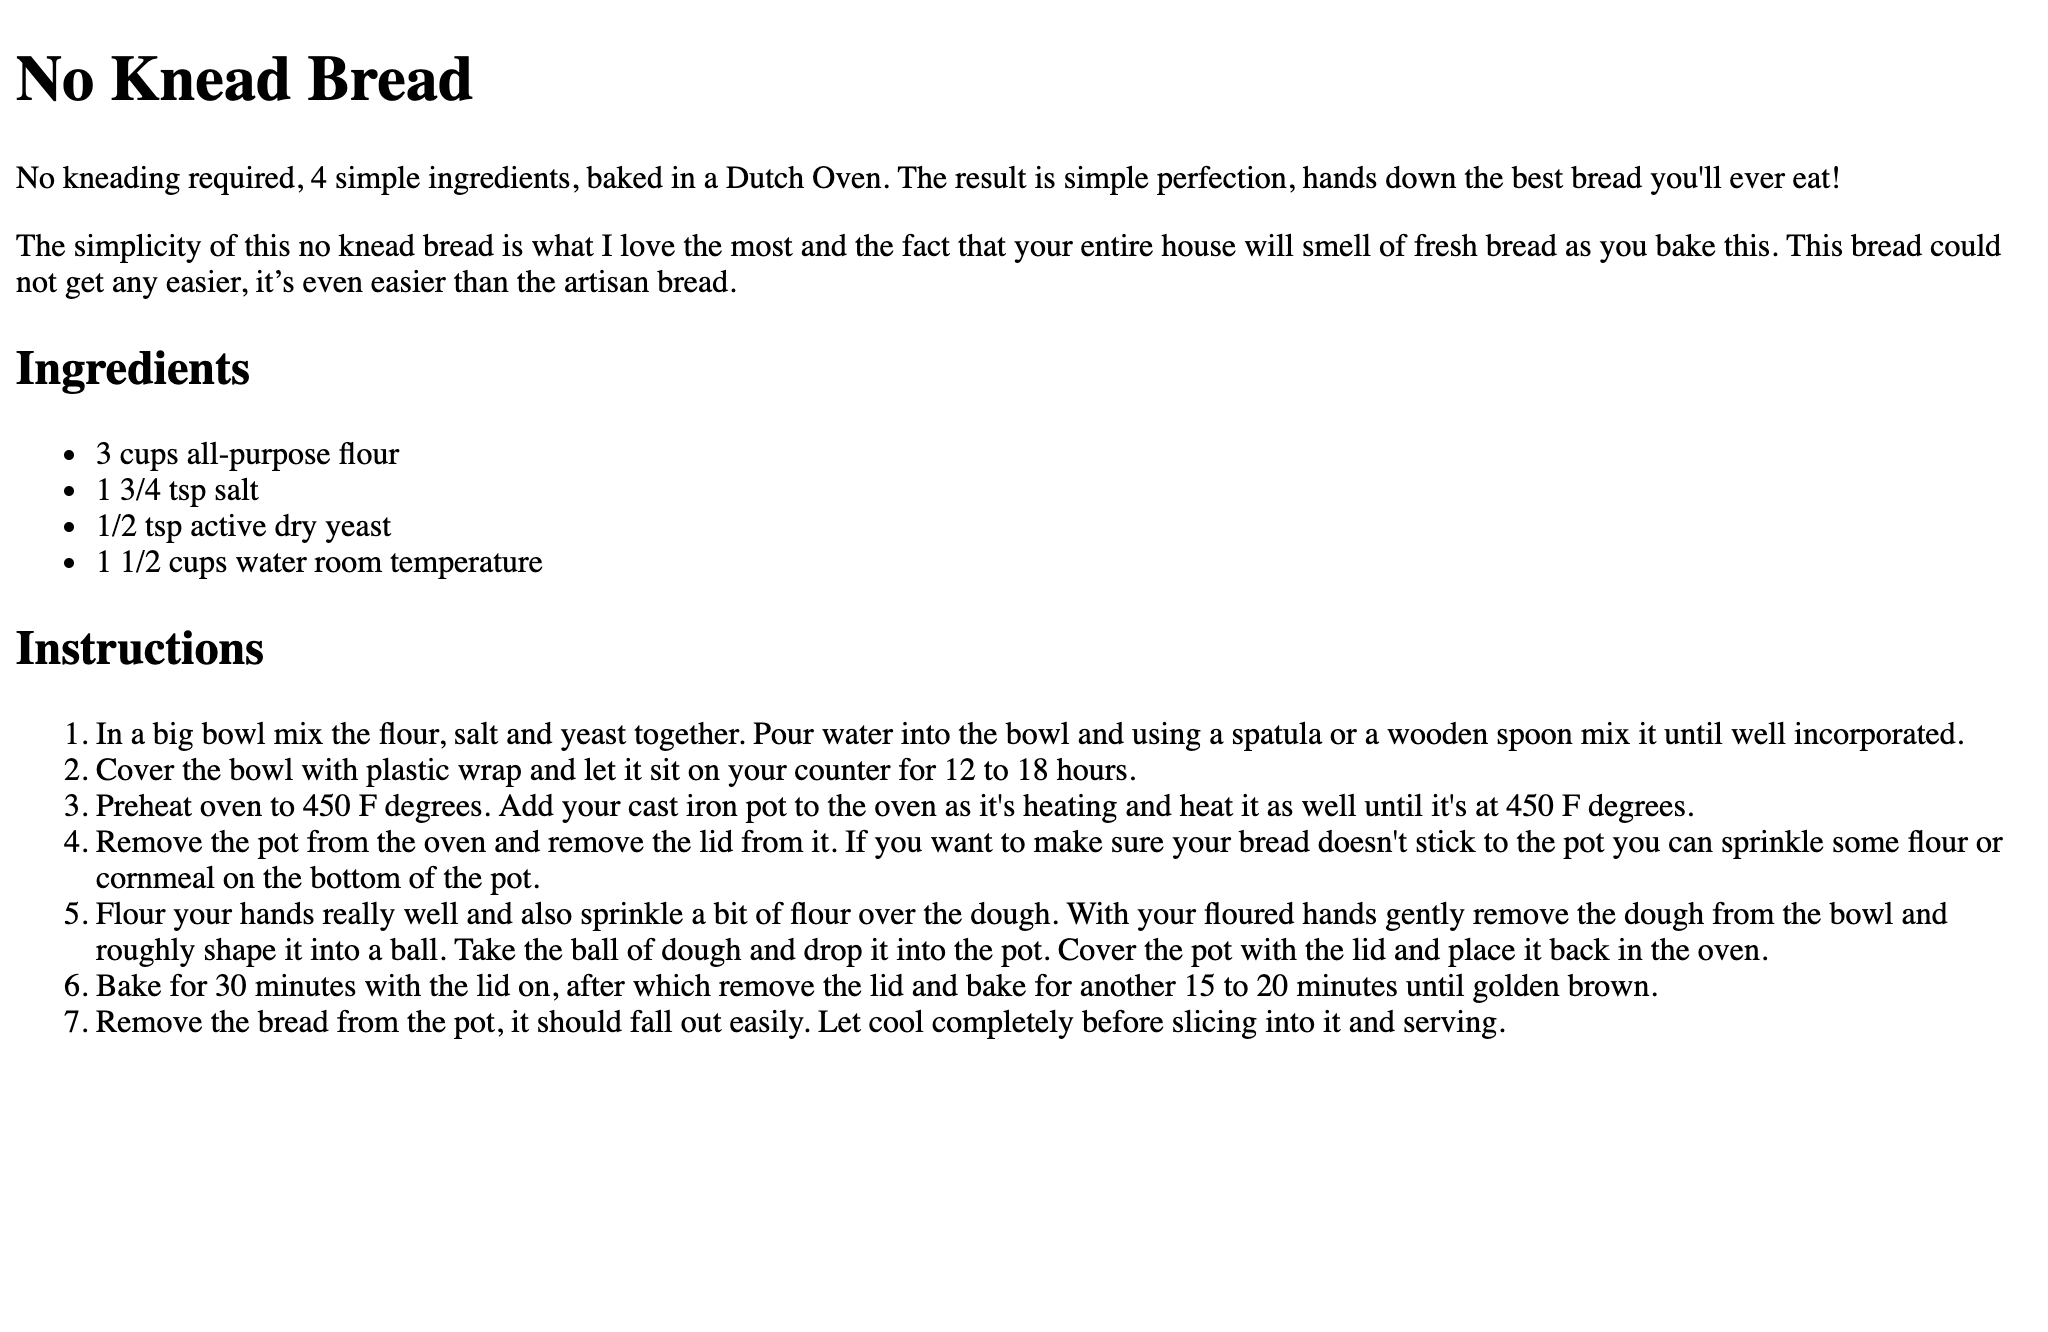 No Knead Bread
No kneading required, 4 simple ingredients, baked in a Dutch Oven. The result is simple perfection, hands down the best bread you'll ever eat!
The simplicity of this no knead bread is what I love the most and the fact that your entire house will smell of fresh bread as you bake this. This bread could
not get any easier, it’s even easier than the artisan bread.
Ingredients
• 3 cups all-purpose flour
• 1 3/4 tsp salt
• 1/2 tsp active dry yeast
• 1 1/2 cups water room temperature
Instructions
1. In a big bowl mix the flour, salt and yeast together. Pour water into the bowl and using a spatula or a wooden spoon mix it until well incorporated.
2. Cover the bowl with plastic wrap and let it sit on your counter for 12 to 18 hours.
3. Preheat oven to 450 F degrees. Add your cast iron pot to the oven as it's heating and heat it as well until it's at 450 F degrees.
4. Remove the pot from the oven and remove the lid from it. If you want to make sure your bread doesn't stick to the pot you can sprinkle some flour or
cornmeal on the bottom of the pot.
5. Flour your hands really well and also sprinkle a bit of flour over the dough. With your floured hands gently remove the dough from the bowl and
roughly shape it into a ball. Take the ball of dough and drop it into the pot. Cover the pot with the lid and place it back in the oven.
6. Bake for 30 minutes with the lid on, after which remove the lid and bake for another 15 to 20 minutes until golden brown.
7. Remove the bread from the pot, it should fall out easily. Let cool completely before slicing into it and serving.